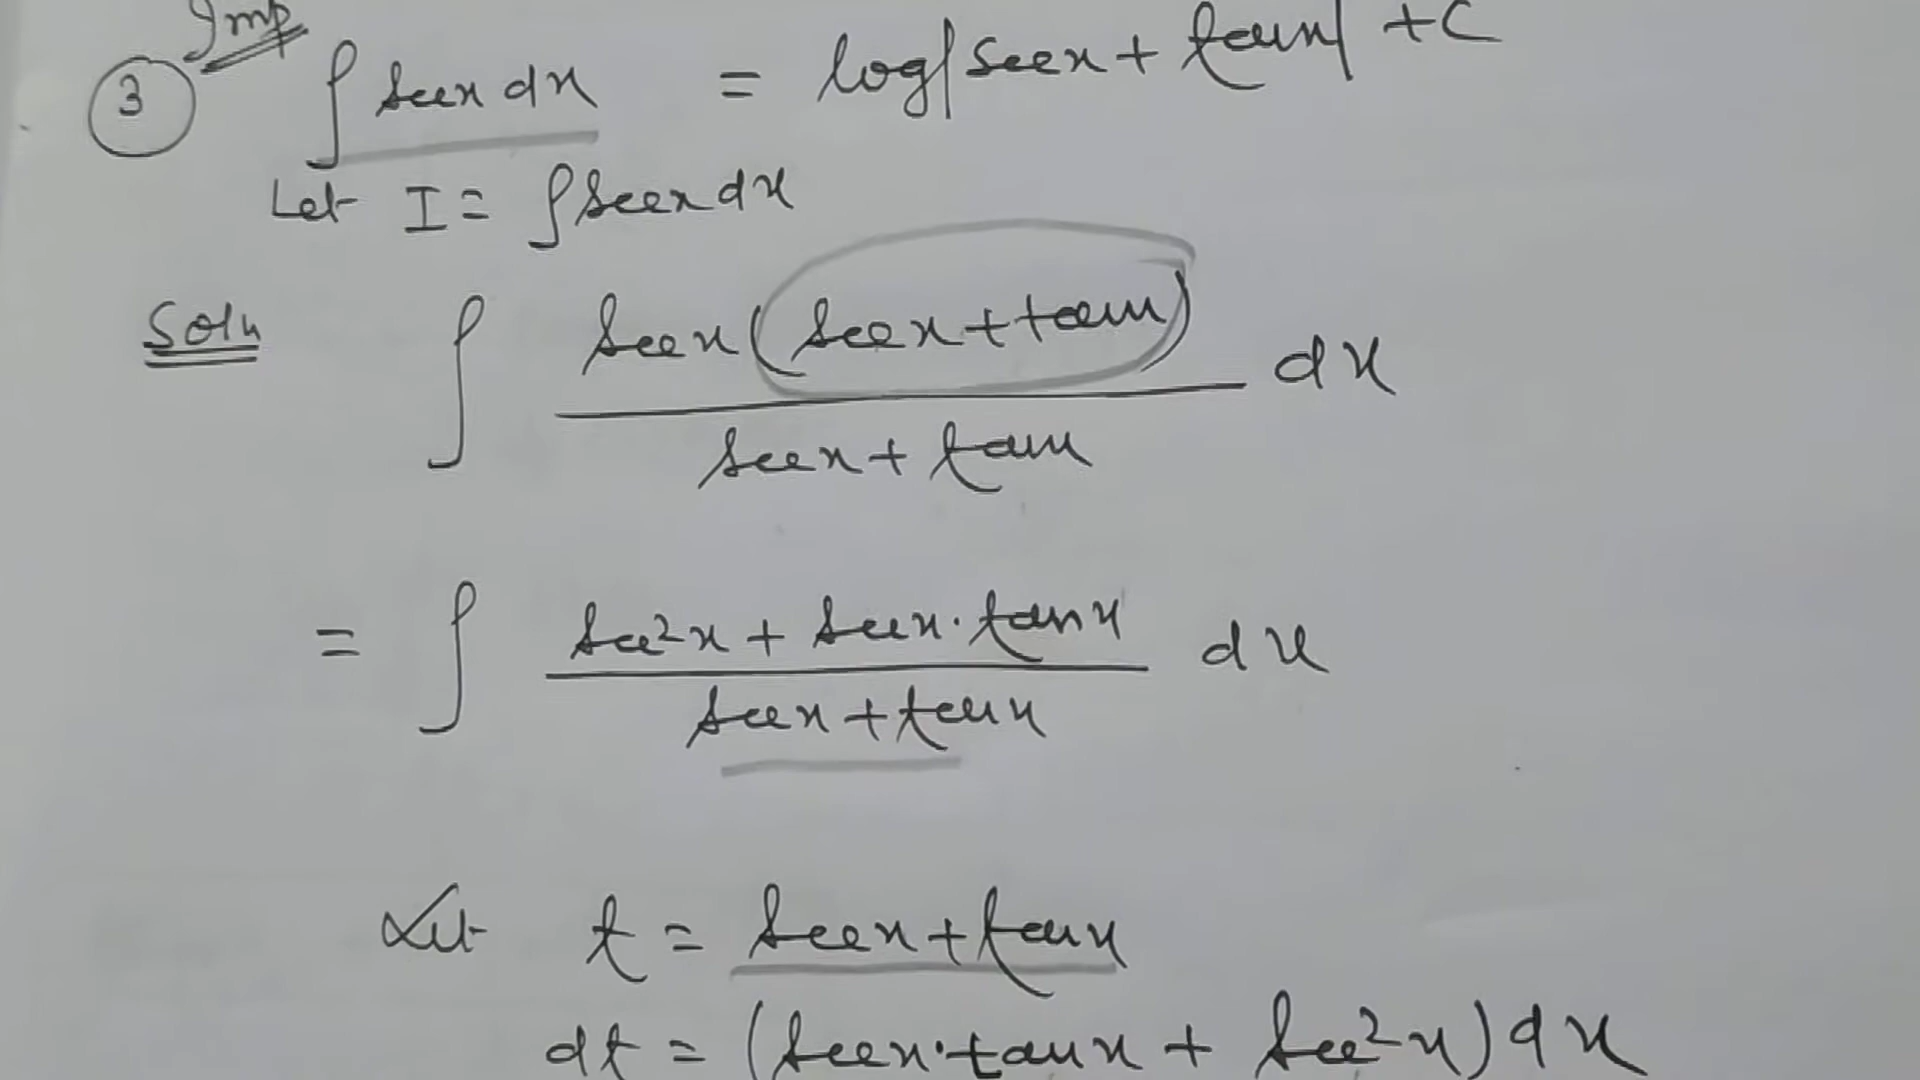 Imp
③ ∫ secx dx = log|secx + tanx| + C
Let I = ∫ secx dx
Soln ∫ secx (secx + tanx) / secx + tanx dx
= ∫ sec²x + secx · tanx / secx + tanx dx
Let t = secx + tanx
dt = (secx · tanx + sec²x) dx